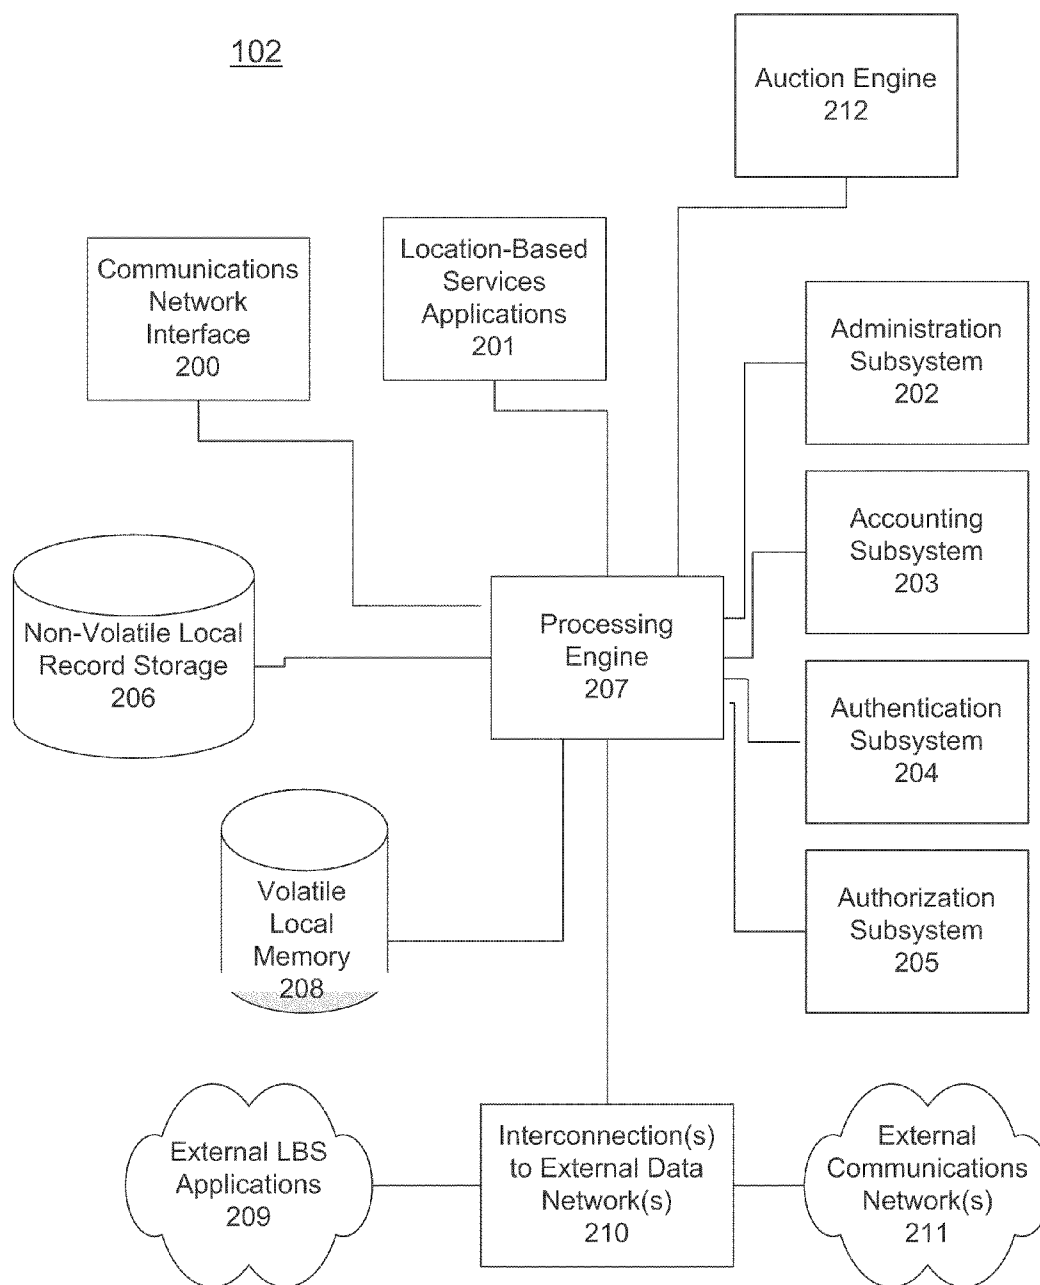 102
Auction Engine
212
Communications
Network
Interface
200
Location-Based
Services
Applications
201
Administration
Subsystem
202
Accounting
Subsystem
203
Non-Volatile Local
Record Storage
206
Processing
Engine
207
Authentication
Subsystem
204
Volatile
Local
Memory
208
Authorization
Subsystem
205
External LBS
Applications
209
Interconnection(s)
to External Data
Network(s)
210
External
Communications
Network(s)
211